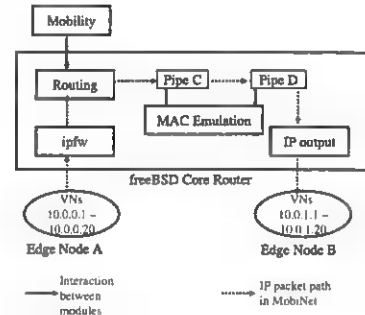 Mobility
Routing
Pipe C
Pipe D
MAC Emulation
ipfw
IP output
freeBSD Core Router
VNs
10.0.0.1 –
10.0.0.20
VNs
10.0.1.1 –
10.0.1.20
Edge Node A
Edge Node B
Interaction
between
modules
IP packet path
in MobiNet